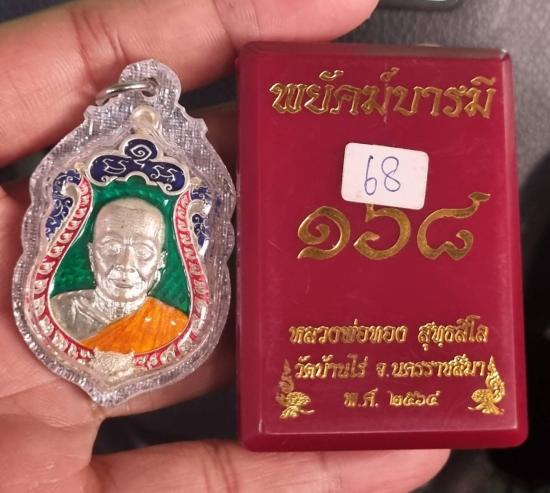 พยัคฆ์บารมี
68
๑๖๘
หลวงพ่อทอง สุทธสีโล
วัดบ้านไร่ จ.นครราชสีมา
พ.ศ. ๒๕๖๔